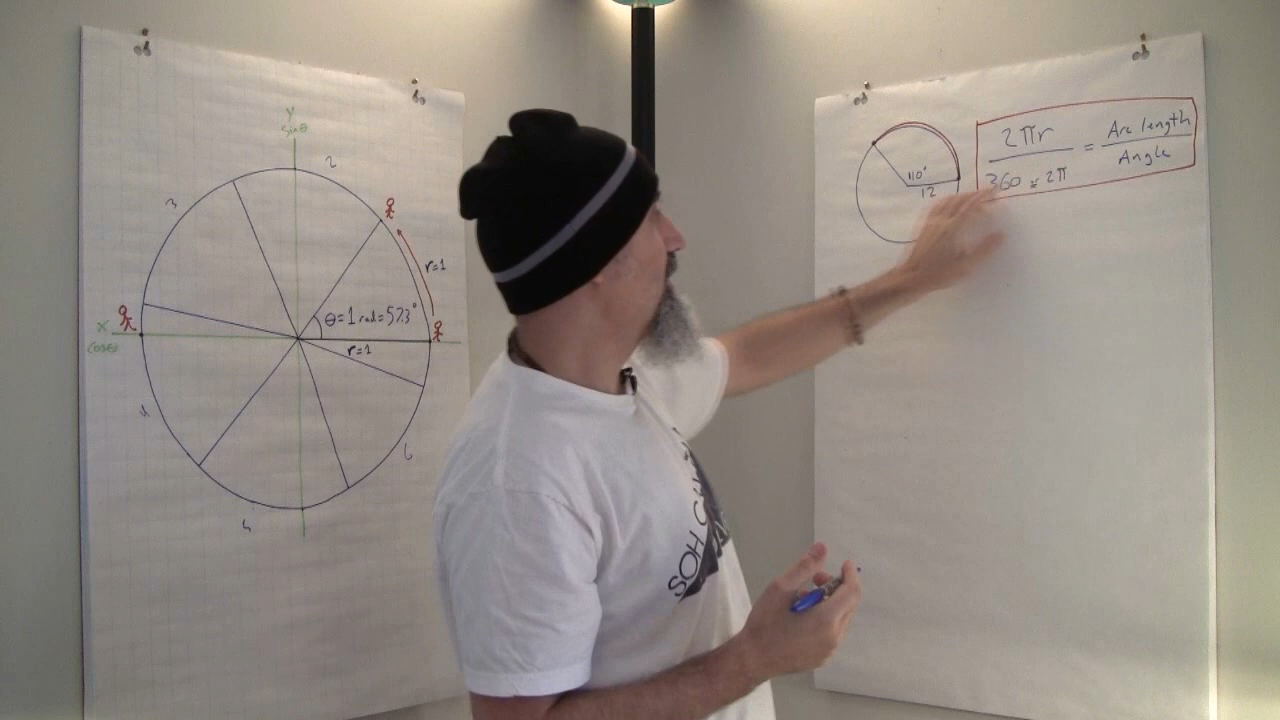 Y
sinθ
2
3
r=1
θ=1 rad=57.3°
X
cosθ
r=1
4
5
6
110°
12
2πr
360 or 2π
=
Arc length
Angle
SOH C